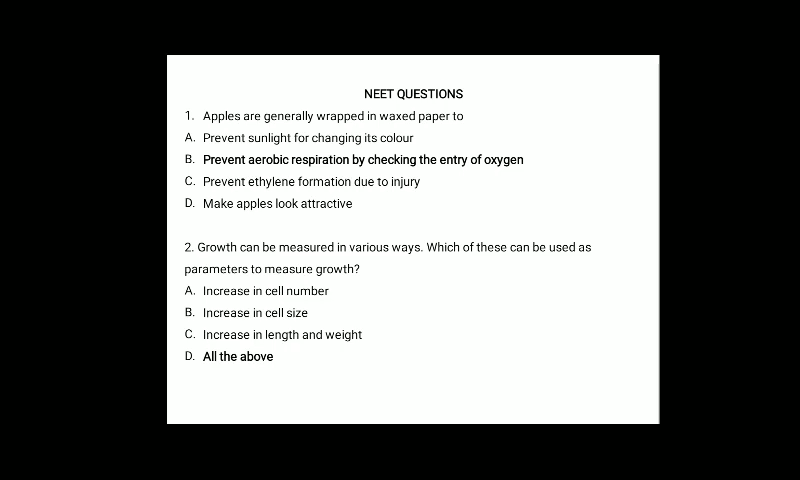 NEET QUESTIONS
1. Apples are generally wrapped in waxed paper to
A. Prevent sunlight for changing its colour
B. Prevent aerobic respiration by checking the entry of oxygen
C. Prevent ethylene formation due to injury
D. Make apples look attractive
2. Growth can be measured in various ways. Which of these can be used as
parameters to measure growth?
A. Increase in cell number
B. Increase in cell size
C. Increase in length and weight
D. All the above